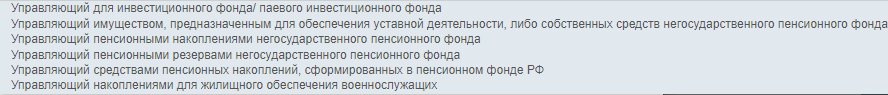 Управляющий для инвестиционного фонда/ паевого инвестиционного фонда
Управляющий имуществом, предназначенным для обеспечения уставной деятельности, либо собственных средств негосударственного пенсионного фонда
Управляющий пенсионными накоплениями негосударственного пенсионного фонда
Управляющий пенсионными резервами негосударственного пенсионного фонда
Управляющий средствами пенсионных накоплений, сформированных в пенсионном фонде РФ
Управляющий накоплениями для жилищного обеспечения военнослужащих